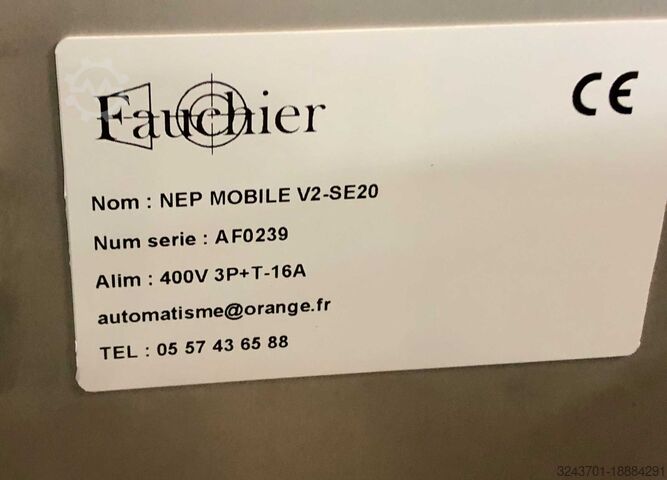 Fauchier
CE
Nom : NEP MOBILE V2-SE20
Num serie : AF0239
Alim : 400V 3P+T-16A
automatisme@orange.fr
TEL : 05 57 43 65 88
3243701-18884291